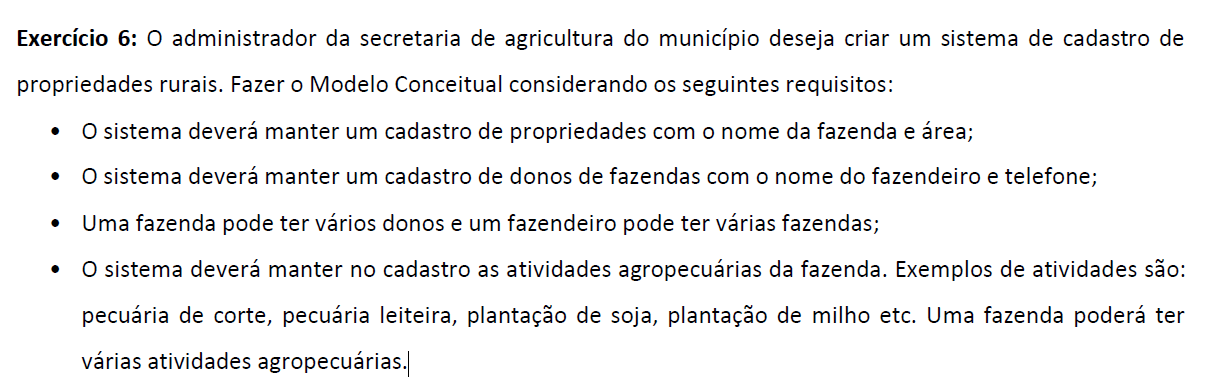 Exercício 6: O administrador da secretaria de agricultura do município deseja criar um sistema de cadastro de
propriedades rurais. Fazer o Modelo Conceitual considerando os seguintes requisitos:
• O sistema deverá manter um cadastro de propriedades com o nome da fazenda e área;
• O sistema deverá manter um cadastro de donos de fazendas com o nome do fazendeiro e telefone;
• Uma fazenda pode ter vários donos e um fazendeiro pode ter várias fazendas;
• O sistema deverá manter no cadastro as atividades agropecuárias da fazenda. Exemplos de atividades são:
pecuária de corte, pecuária leiteira, plantação de soja, plantação de milho etc. Uma fazenda poderá ter
várias atividades agropecuárias.